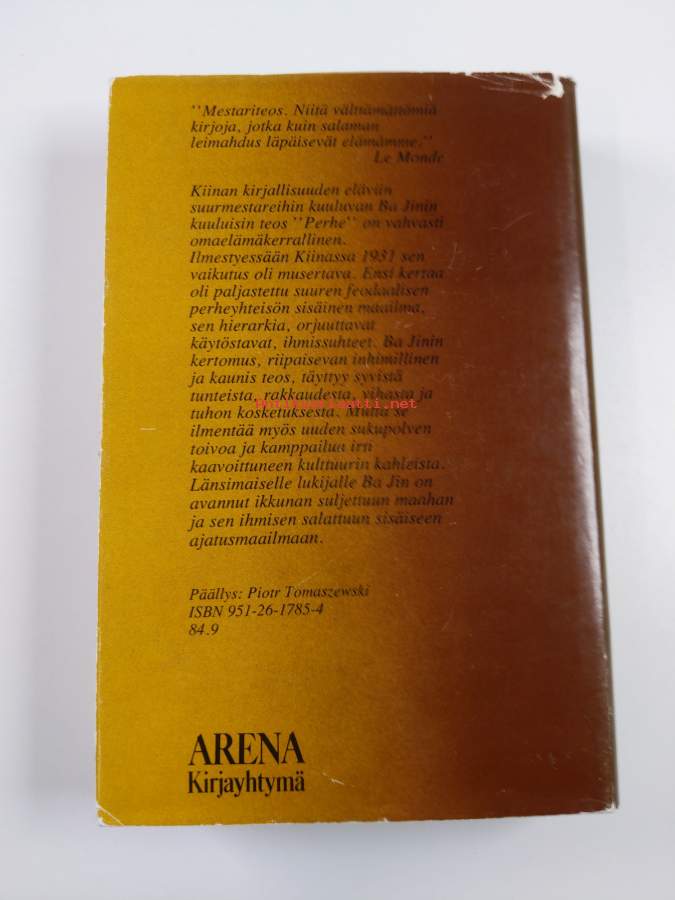 "Mestariteos. Niitä välttämättömiä
kirjoja, jotka kuin salaman
leimahdus läpäisevät elämämme."
Le Monde
Kiinan kirjallisuuden eläviin
suurmestareihin kuuluvan Ba Jinin
kuuluisin teos "Perhe" on vahvasti
omaelämäkerrallinen.
Ilmestyessään Kiinassa 1931 sen
vaikutus oli musertava. Ensi kertaa
oli paljastettu suuren feodaalisen
perheyhteisön sisäinen maailma,
sen hierarkia, orjuuttavat
käytöstavat, ihmissuhteet. Ba Jinin
kertomus, riipaisevan inhimillinen
ja kaunis teos, täyttyy syvistä
tunteista, rakkaudesta, vihasta ja
tuhon kosketuksesta. Mutta se
ilmentää myös uuden sukupolven
toivoa ja kamppailua irti
kaavoittuneen kulttuurin kahleista.
Länsimaiselle lukijalle Ba Jin on
avannut ikkunan suljettuun maahan
ja sen ihmisen salattuun sisäiseen
ajatusmaailmaan.
Päällys: Piotr Tomaszewski
ISBN 951-26-1785-4
84.9
ARENA
Kirjayhtymä